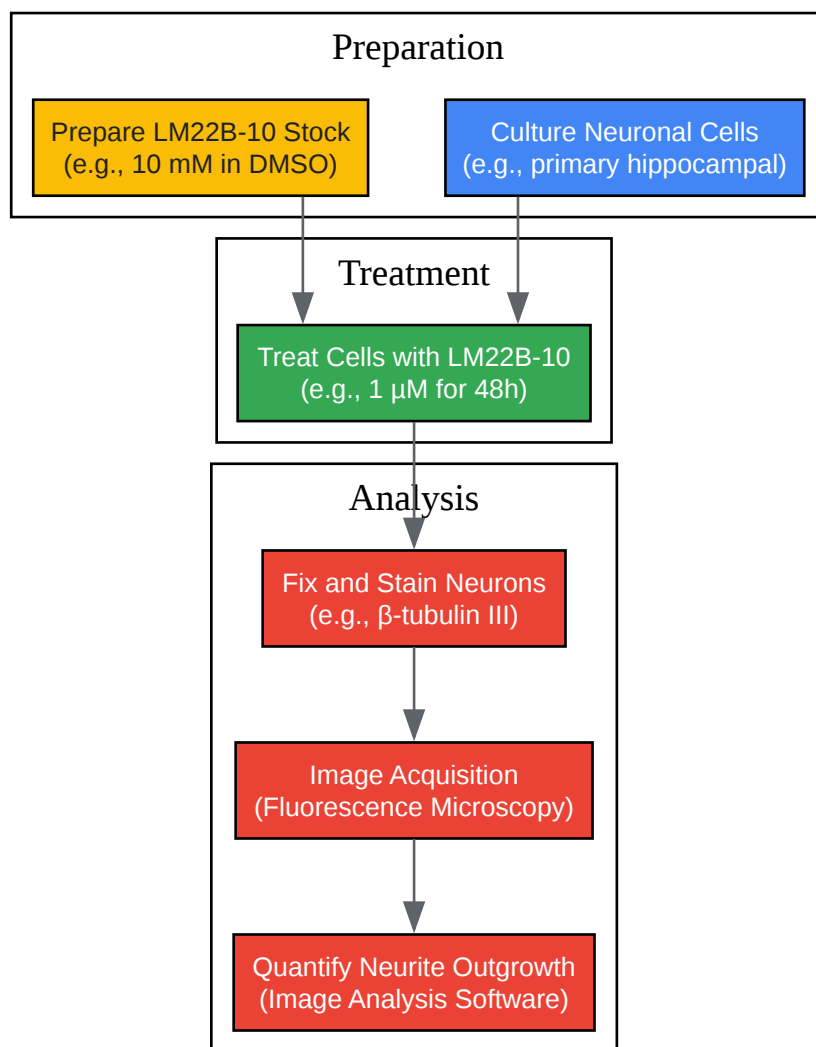 Preparation
Prepare LM22B-10 Stock
(e.g., 10 mM in DMSO)
Culture Neuronal Cells
(e.g., primary hippocampal)
Treatment
Treat Cells with LM22B-10
(e.g., 1 µM for 48h)
Analysis
Fix and Stain Neurons
(e.g., β-tubulin III)
Image Acquisition
(Fluorescence Microscopy)
Quantify Neurite Outgrowth
(Image Analysis Software)